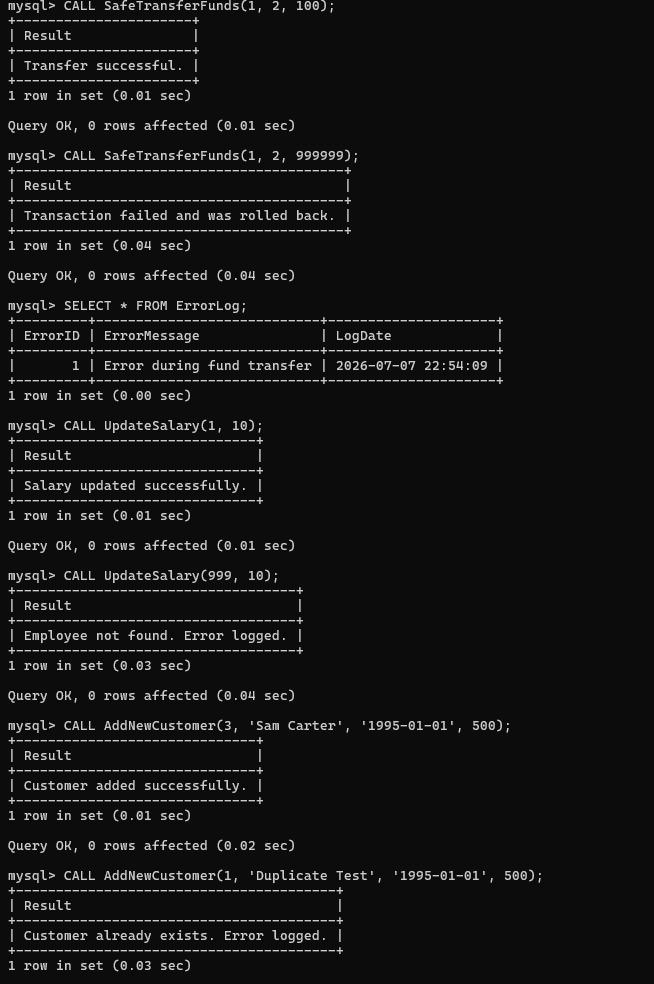 mysql> CALL SafeTransferFunds(1, 2, 100);
+----------------------+
| Result               |
+----------------------+
| Transfer successful. |
+----------------------+
1 row in set (0.01 sec)

Query OK, 0 rows affected (0.01 sec)

mysql> CALL SafeTransferFunds(1, 2, 999999);
+-----------------------------------------+
| Result                                  |
+-----------------------------------------+
| Transaction failed and was rolled back. |
+-----------------------------------------+
1 row in set (0.04 sec)

Query OK, 0 rows affected (0.04 sec)

mysql> SELECT * FROM ErrorLog;
+---------+----------------------------+---------------------+
| ErrorID | ErrorMessage               | LogDate             |
+---------+----------------------------+---------------------+
|       1 | Error during fund transfer | 2026-07-07 22:54:09 |
+---------+----------------------------+---------------------+
1 row in set (0.00 sec)

mysql> CALL UpdateSalary(1, 10);
+------------------------------+
| Result                       |
+------------------------------+
| Salary updated successfully. |
+------------------------------+
1 row in set (0.01 sec)

Query OK, 0 rows affected (0.01 sec)

mysql> CALL UpdateSalary(999, 10);
+-----------------------------------+
| Result                            |
+-----------------------------------+
| Employee not found. Error logged. |
+-----------------------------------+
1 row in set (0.03 sec)

Query OK, 0 rows affected (0.04 sec)

mysql> CALL AddNewCustomer(3, 'Sam Carter', '1995-01-01', 500);
+------------------------------+
| Result                       |
+------------------------------+
| Customer added successfully. |
+------------------------------+
1 row in set (0.01 sec)

Query OK, 0 rows affected (0.02 sec)

mysql> CALL AddNewCustomer(1, 'Duplicate Test', '1995-01-01', 500);
+----------------------------------------+
| Result                                 |
+----------------------------------------+
| Customer already exists. Error logged. |
+----------------------------------------+
1 row in set (0.03 sec)